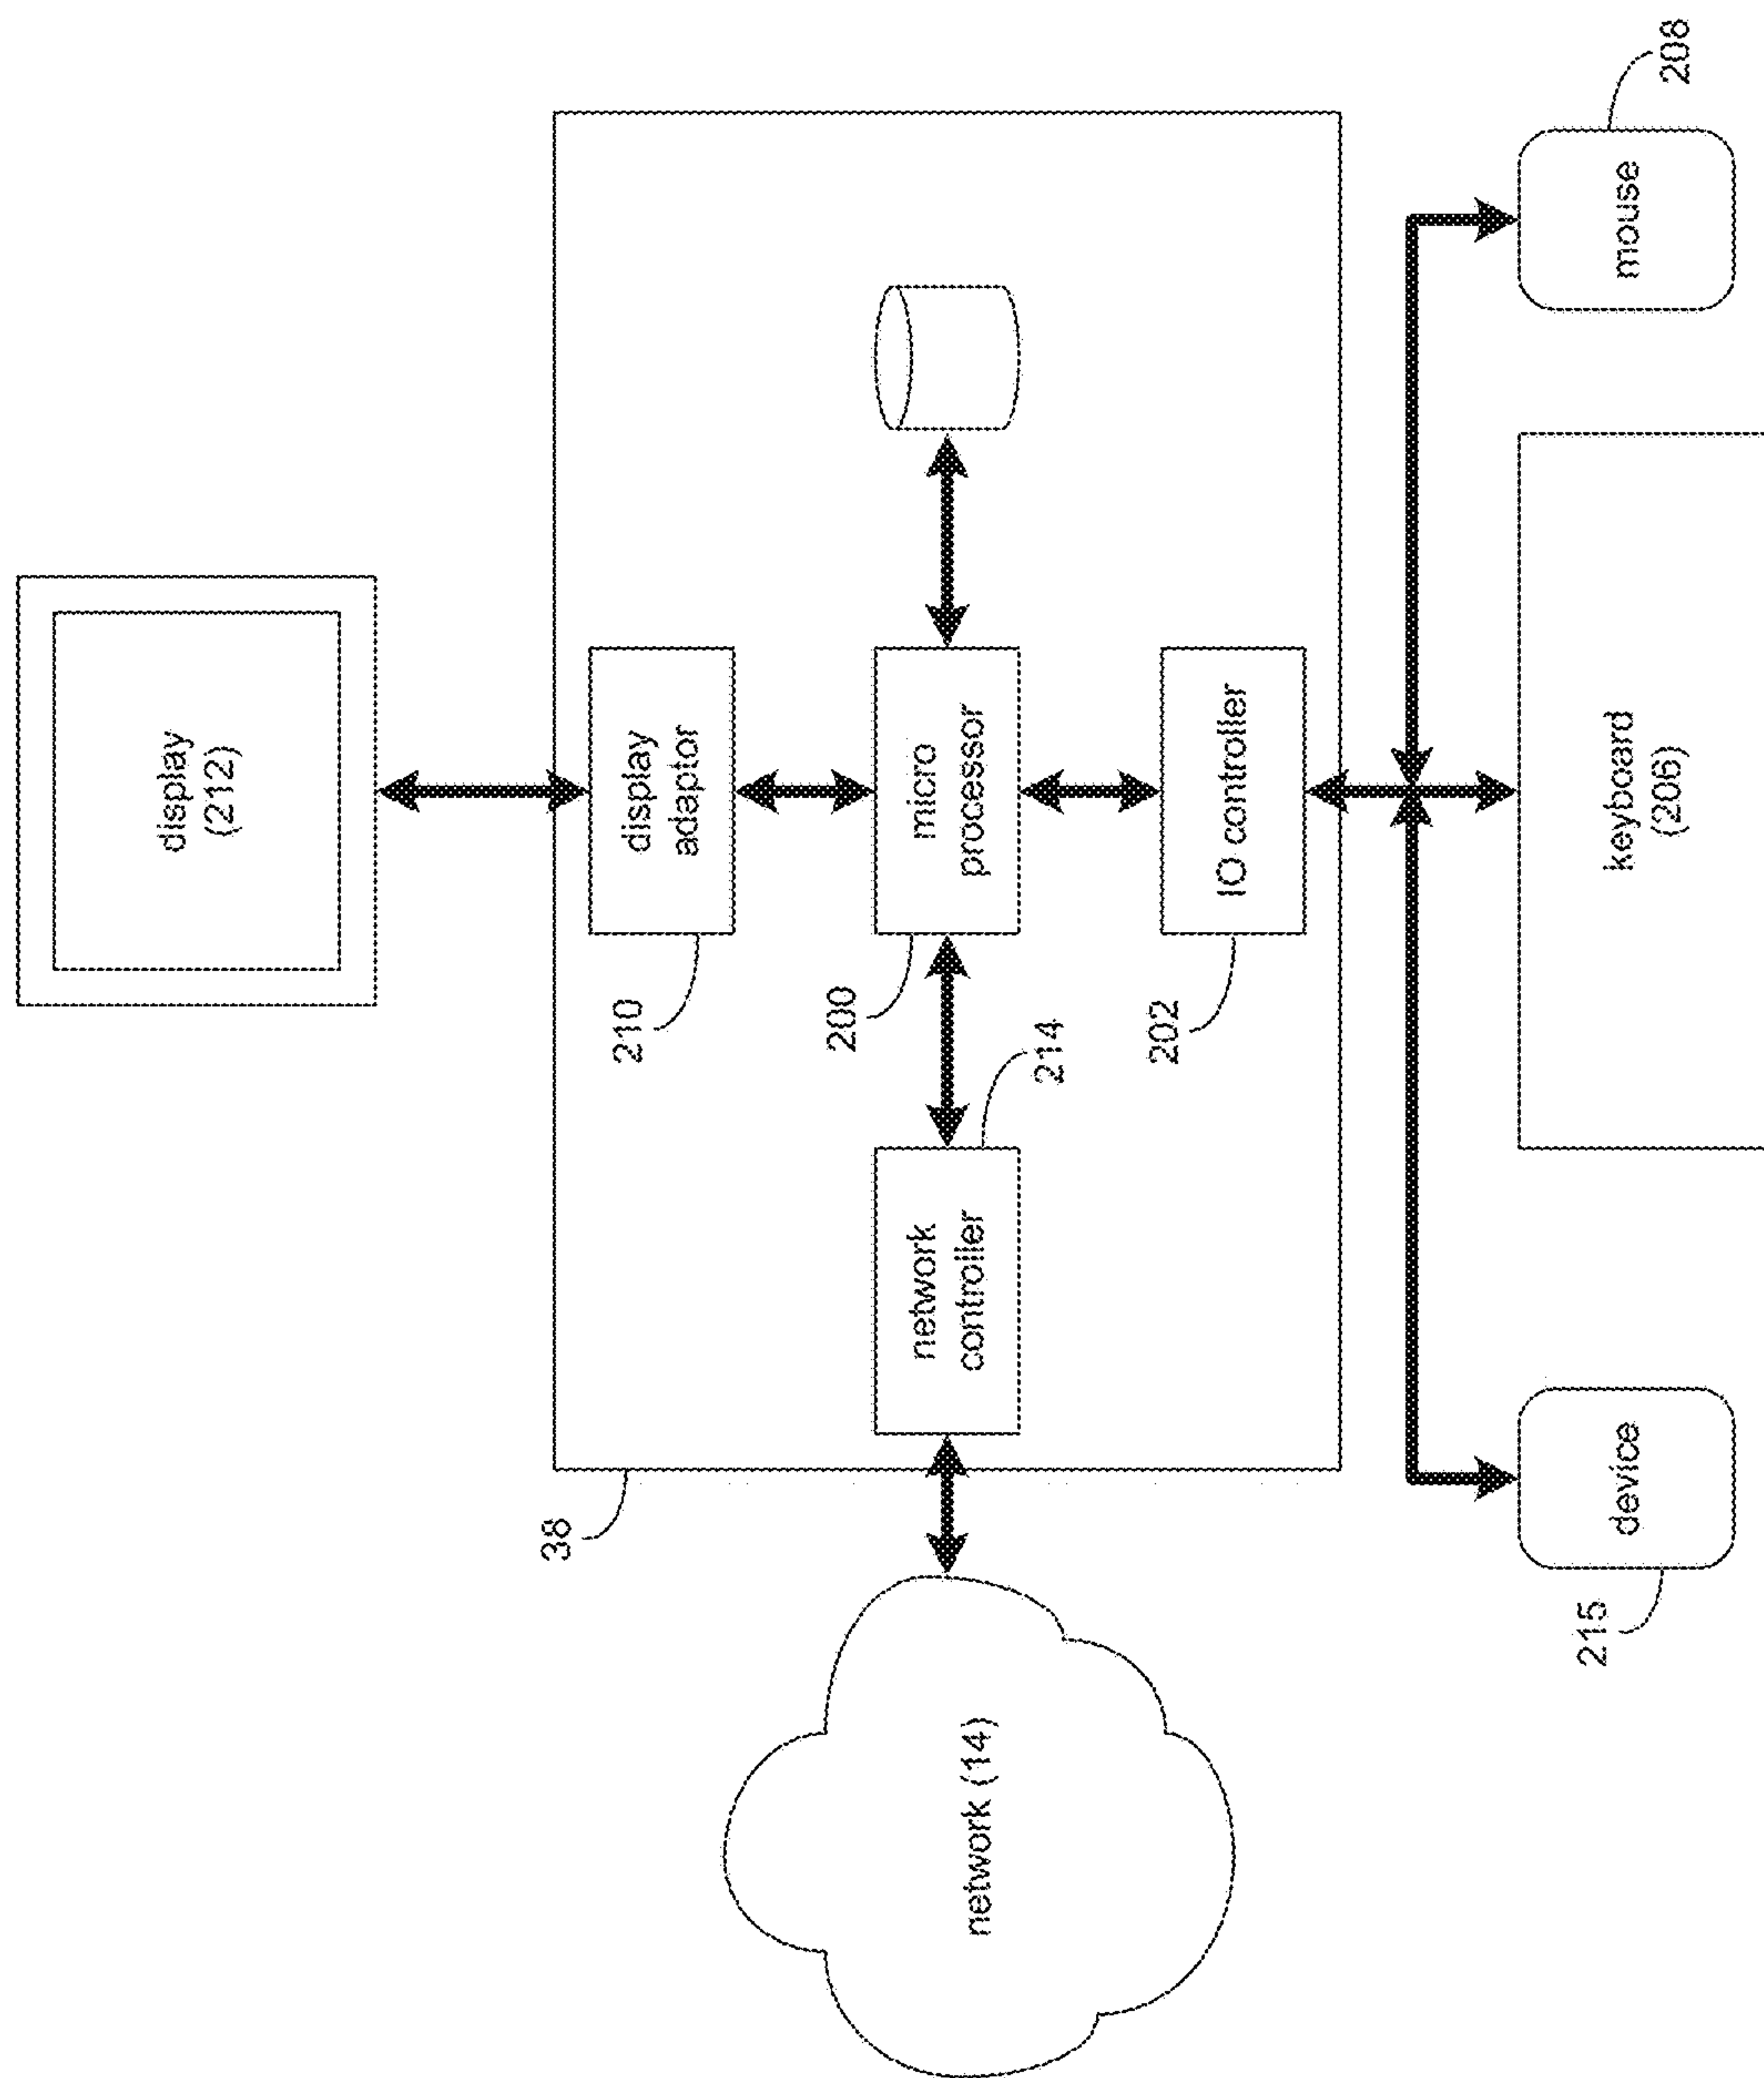 display
(212)
display
adaptor
210
micro
processor
200
network
controller
214
IO controller
202
38
network (14)
keyboard
(206)
mouse
208
device
215